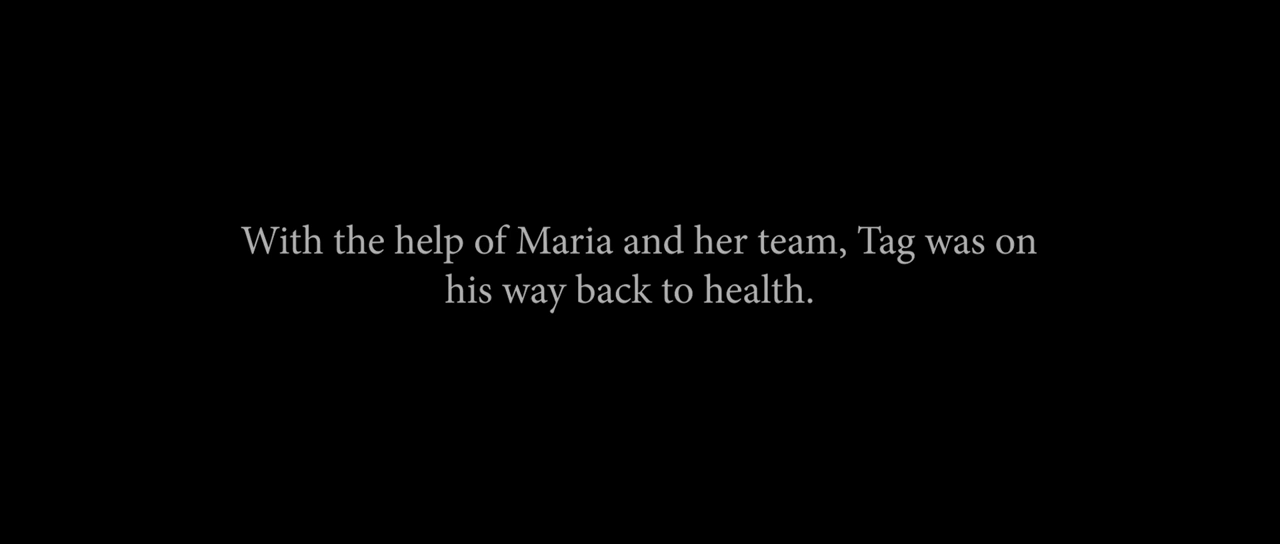 With the help of Maria and her team, Tag was on
his way back to health.